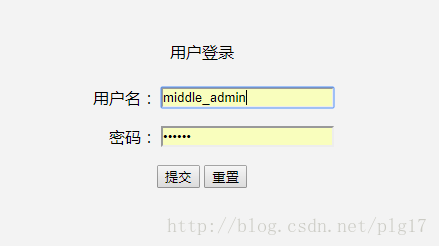 用户登录
用户名： middle_admin
密码： ••••••
提交 重置
http://blog.csdn.net/plg17